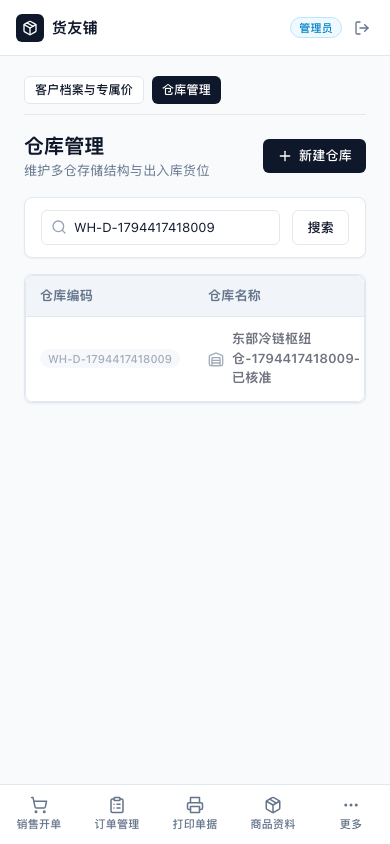 货友铺
管理员
客户档案与专属价
仓库管理
仓库管理
维护多仓存储结构与出入库货位
新建仓库
WH-D-1794417418009
搜索
仓库编码
仓库名称
WH-D-1794417418009
东部冷链枢纽
仓-1794417418009-
已核准
销售开单
订单管理
打印单据
商品资料
更多